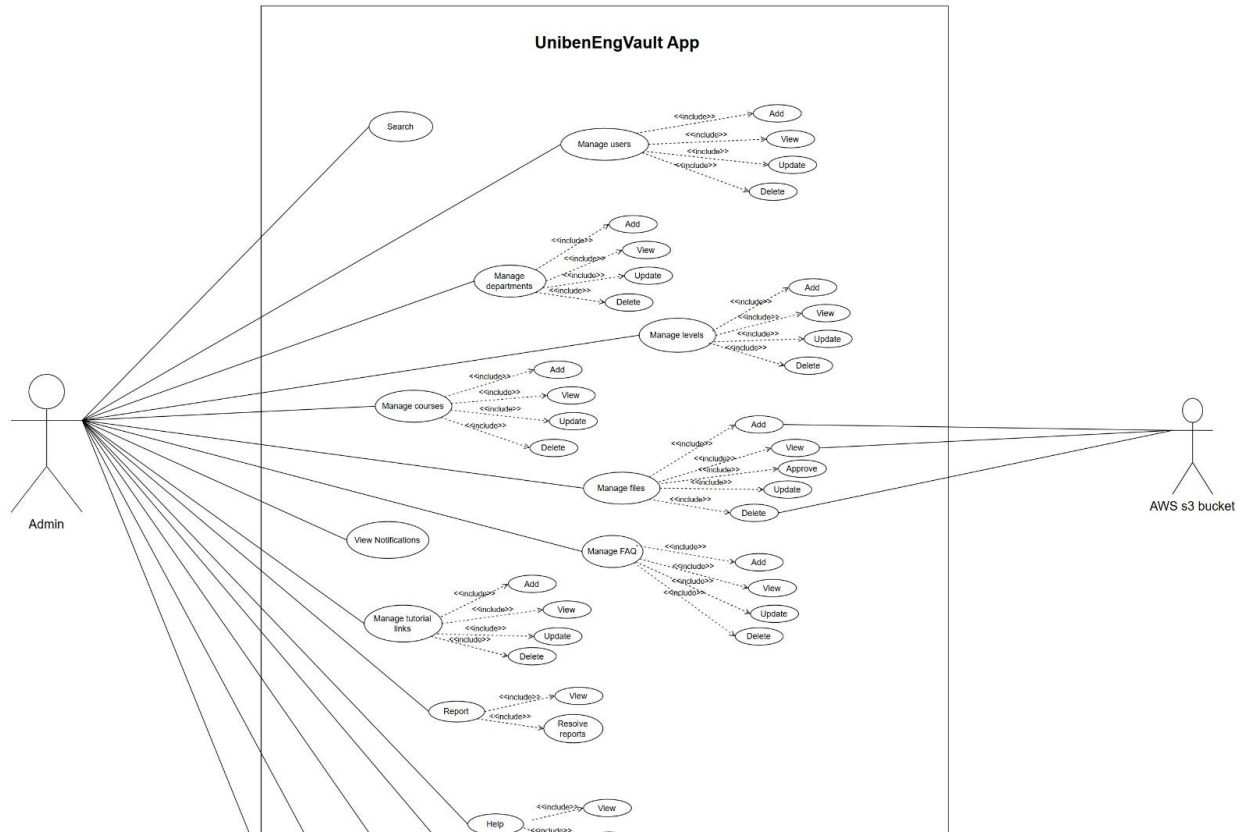 UnibenEngVault App
Search
Manage users
<<include>>
Add
<<include>>
View
<<include>>
Update
<<include>>
Delete
Manage
departments
<<include>>
Add
<<include>>
View
<<include>>
Update
<<include>>
Delete
Manage levels
<<include>>
Add
<<include>>
View
<<include>>
Update
<<include>>
Delete
Manage courses
<<include>>
Add
<<include>>
View
<<include>>
Update
<<include>>
Delete
Manage files
<<include>>
Add
<<include>>
View
<<include>>
Approve
<<include>>
Update
<<include>>
Delete
Admin
AWS s3 bucket
View Notifications
Manage FAQ
<<include>>
Add
<<include>>
View
<<include>>
Update
<<include>>
Delete
Manage tutorial
links
<<include>>
Add
<<include>>
View
<<include>>
Update
<<include>>
Delete
Report
<<include>>
View
<<include>>
Resolve
reports
Help
<<include>>
View
<<include>>